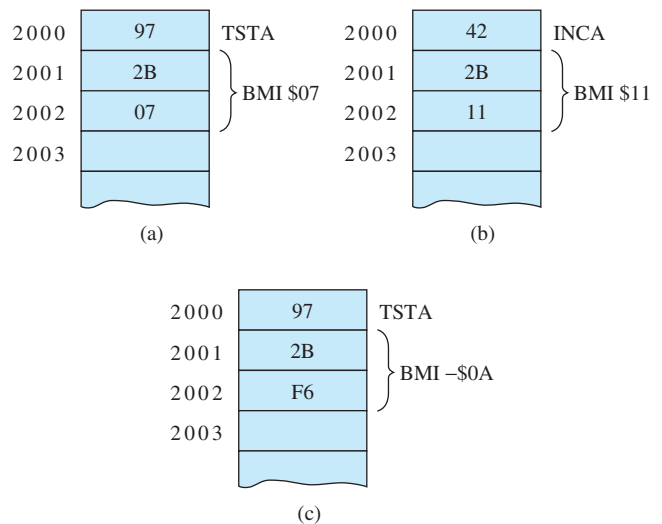 2000 97 TSTA
2001 2B
BMI $07
2002 07
2003
(a)
2000 42 INCA
2001 2B
BMI $11
2002 11
2003
(b)
2000 97 TSTA
2001 2B
BMI –$0A
2002 F6
2003
(c)